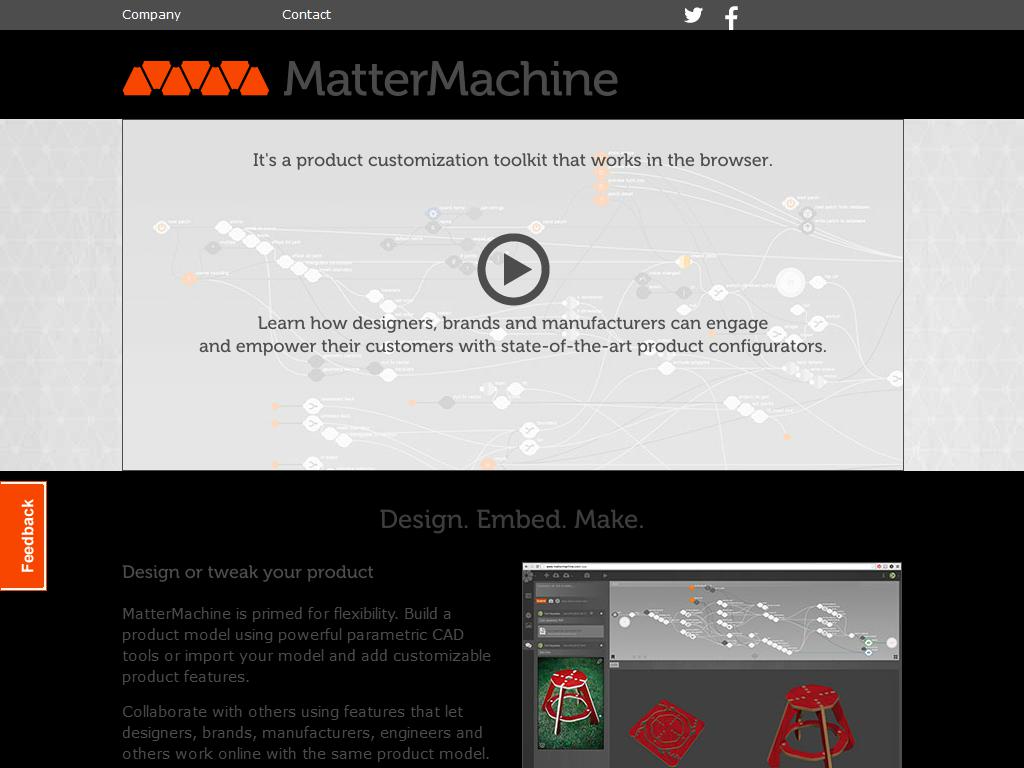 Company
Contact
MatterMachine
It's a product customization toolkit that works in the browser.
Learn how designers, brands and manufacturers can engage
and empower their customers with state-of-the-art product configurators.
Feedback
Design. Embed. Make.
Design or tweak your product
MatterMachine is primed for flexibility. Build a
product model using powerful parametric CAD
tools or import your model and add customizable
product features.
Collaborate with others using features that let
designers, brands, manufacturers, engineers and
others work online with the same product model.